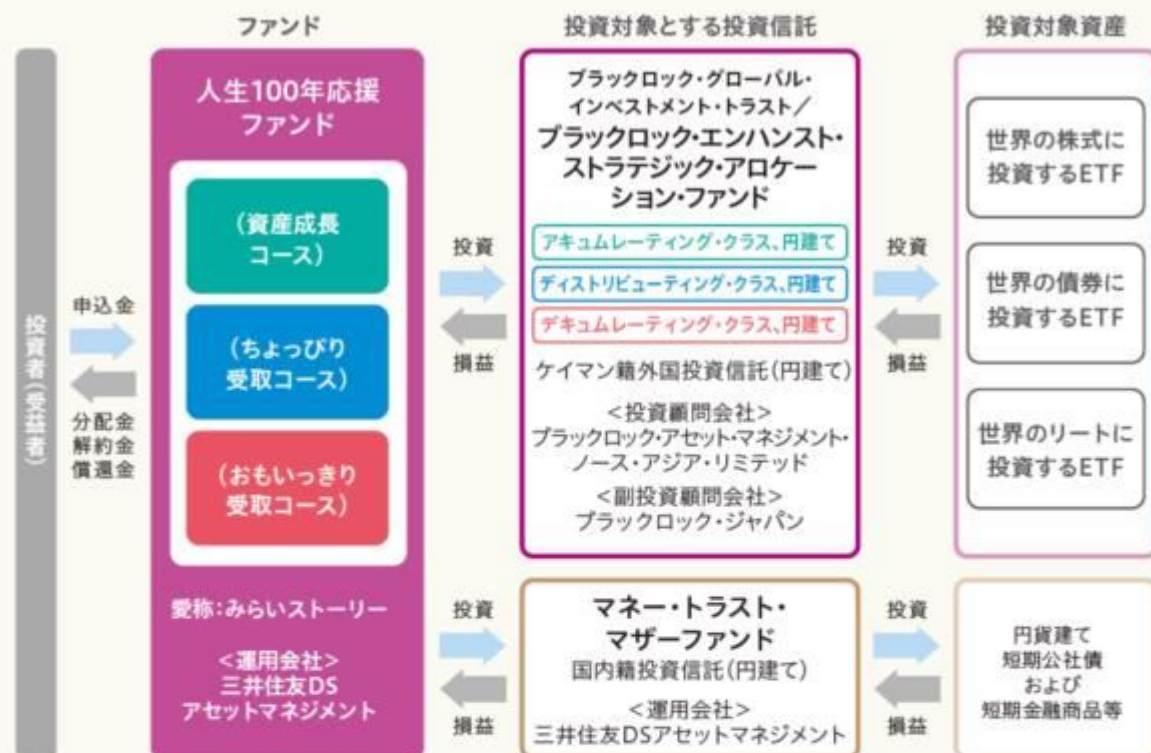 ファンド
投資対象とする投資信託
投資対象資産
投資者(受益者)
申込金
分配金
解約金
償還金
人生100年応援
ファンド
(資産成長
コース)
(ちょっぴり
受取コース)
(おもいっきり
受取コース)
愛称:みらいストーリー
<運用会社>
三井住友DS
アセットマネジメント
投資
損益
投資
損益
ブラックロック・グローバル・
インベストメント・トラスト/
ブラックロック・エンハンスト・
ストラテジック・アロケー
ション・ファンド
アキュムレーティング・クラス、円建て
ディストリビューティング・クラス、円建て
デキュムレーティング・クラス、円建て
ケイマン籍外国投資信託(円建て)
<投資顧問会社>
ブラックロック・アセット・マネジメント・
ノース・アジア・リミテッド
<副投資顧問会社>
ブラックロック・ジャパン
マネー・トラスト・
マザーファンド
国内籍投資信託(円建て)
<運用会社>
三井住友DSアセットマネジメント
投資
損益
投資
損益
世界の株式に
投資するETF
世界の債券に
投資するETF
世界のリートに
投資するETF
円貨建て
短期公社債
および
短期金融商品等